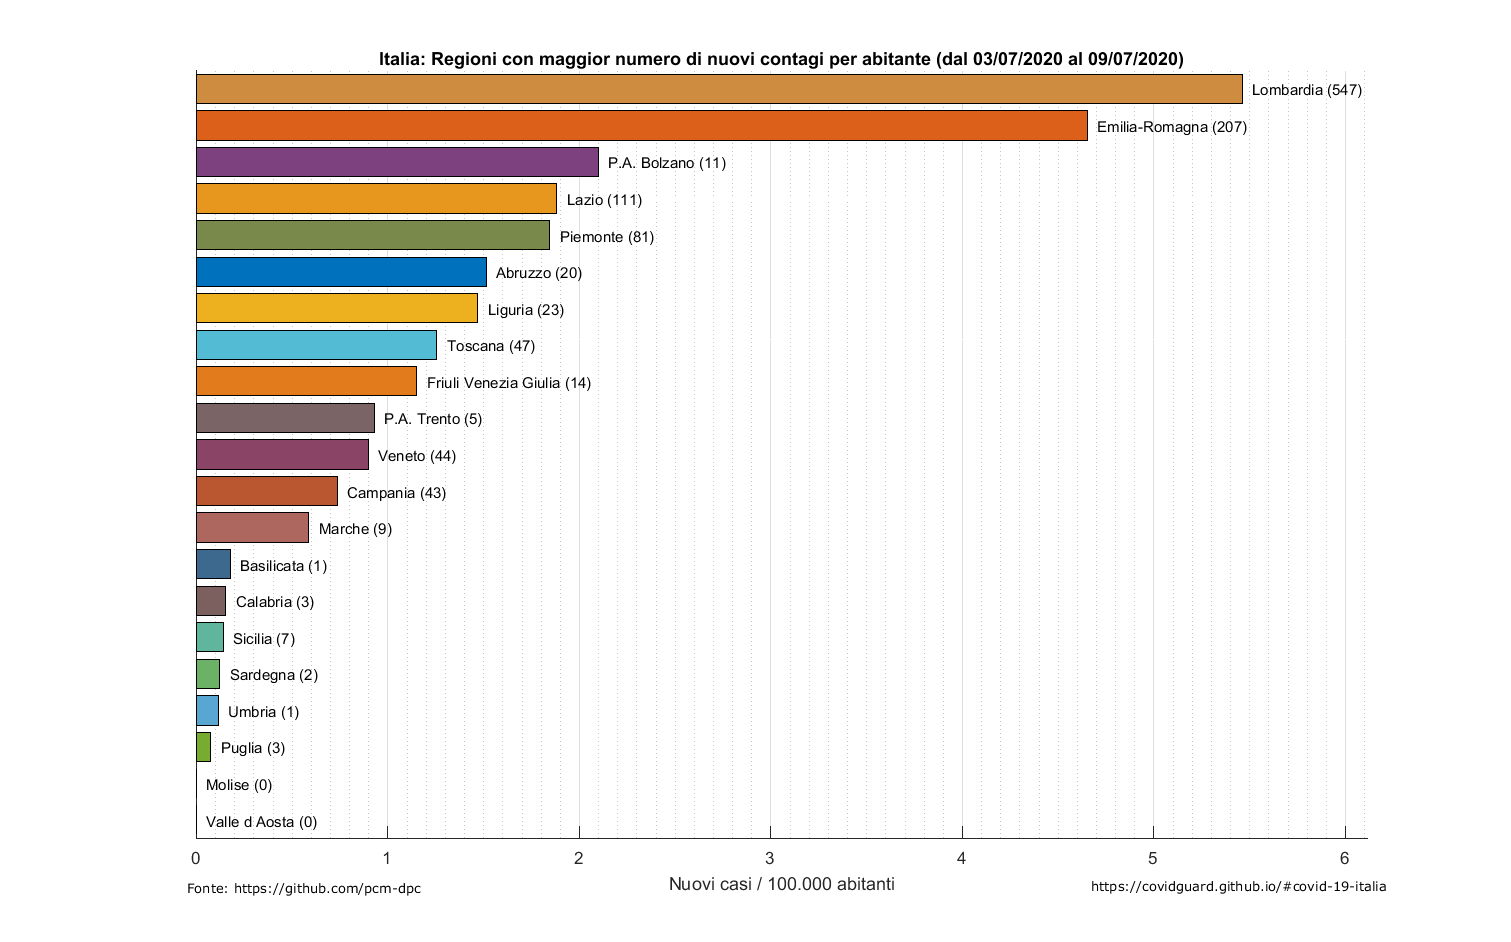 Italia: Regioni con maggior numero di nuovi contagi per abitante (dal 03/07/2020 al 09/07/2020)
Lombardia (547)
Emilia-Romagna (207)
P.A. Bolzano (11)
Lazio (111)
Piemonte (81)
Abruzzo (20)
Liguria (23)
Toscana (47)
Friuli Venezia Giulia (14)
P.A. Trento (5)
Veneto (44)
Campania (43)
Marche (9)
Basilicata (1)
Calabria (3)
Sicilia (7)
Sardegna (2)
Umbria (1)
Puglia (3)
Molise (0)
Valle d Aosta (0)
0 1 2 3 4 5 6
Nuovi casi / 100.000 abitanti
Fonte: https://github.com/pcm-dpc
https://covidguard.github.io/#covid-19-italia